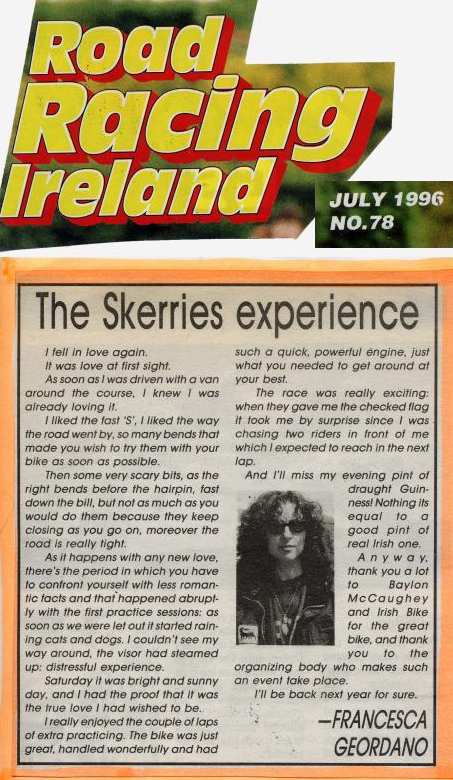 Road
Racing
Ireland
JULY 1996
NO.78
The Skerries experience
I fell in love again.
It was love at first sight.
As soon as I was driven with a van
around the course, I knew I was
already loving it.
I liked the fast 'S', I liked the way
the road went by, so many bends that
made you wish to try them with your
bike as soon as possible.
Then some very scary bits, as the
right bends before the hairpin, fast
down the bill, but not as much as you
would do them because they keep
closing as you go on, moreover the
road is really tight.
As it happens with any new love,
there's the period in which you have
to confront yourself with less roman-
tic facts and that happened abrupt-
ly with the first practice sessions: as
soon as we were let out it started rain-
ing cats and dogs. I couldn't see my
way around, the visor had steamed
up: distressful experience.
Saturday it was bright and sunny
day, and I had the proof that it was
the true love I had wished to be.
I really enjoyed the couple of laps
of extra practicing. The bike was just
great, handled wonderfully and had
such a quick, powerful engine, just
what you needed to get around at
your best.
The race was really exciting:
when they gave me the checked flag
it took me by surprise since I was
chasing two riders in front of me
which I expected to reach in the next
lap.
And I'll miss my evening pint of
draught Guin-
ness! Nothing its
equal to a
good pint of
real Irish one.
Anyway,
thank you a lot
to Baylon
McCaughey
and Irish Bike
for the great
bike, and thank
you to the
organizing body who makes such
an event take place.
I'll be back next year for sure.
—FRANCESCA
GEORDANO